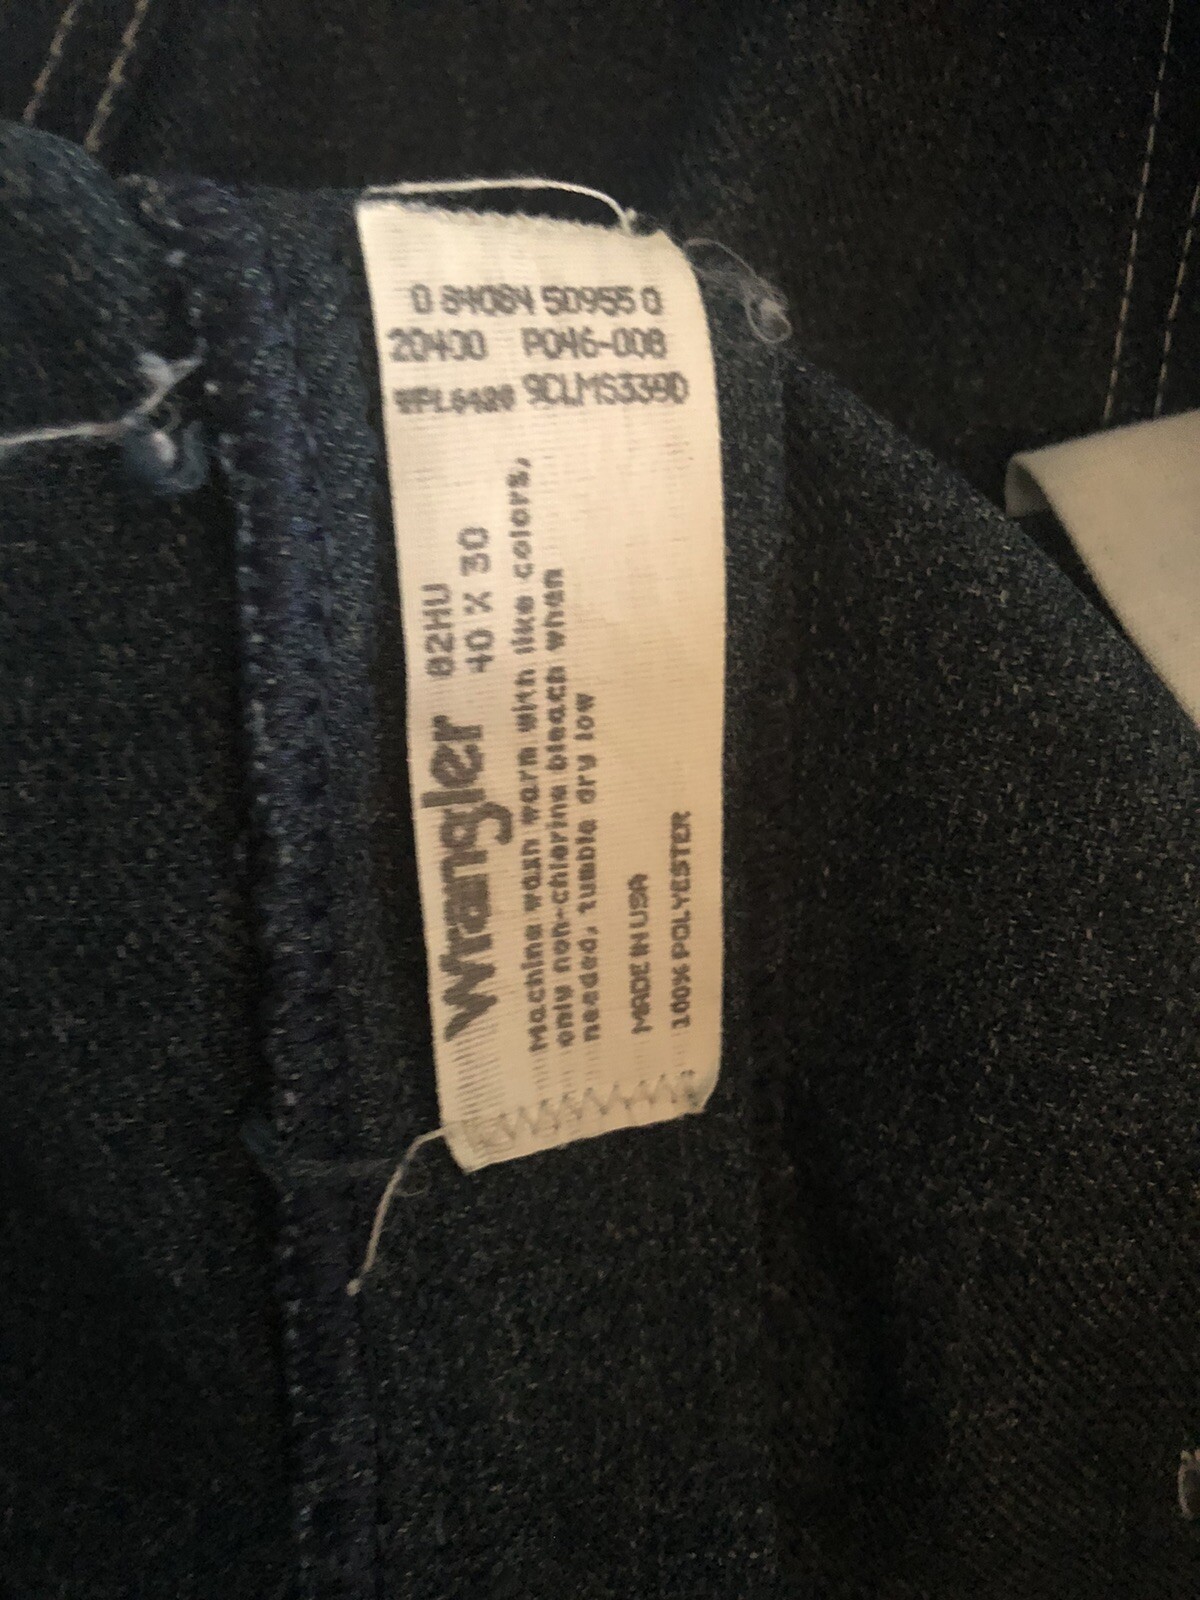 0 84084 50955 0
20400 P046-008
WPL6420 9CLMS339D
Wrangler 82HU
40 X 30
Machine wash warm with like colors,
only non-chlorine bleach when
needed, tumble dry low
MADE IN USA
100% POLYESTER